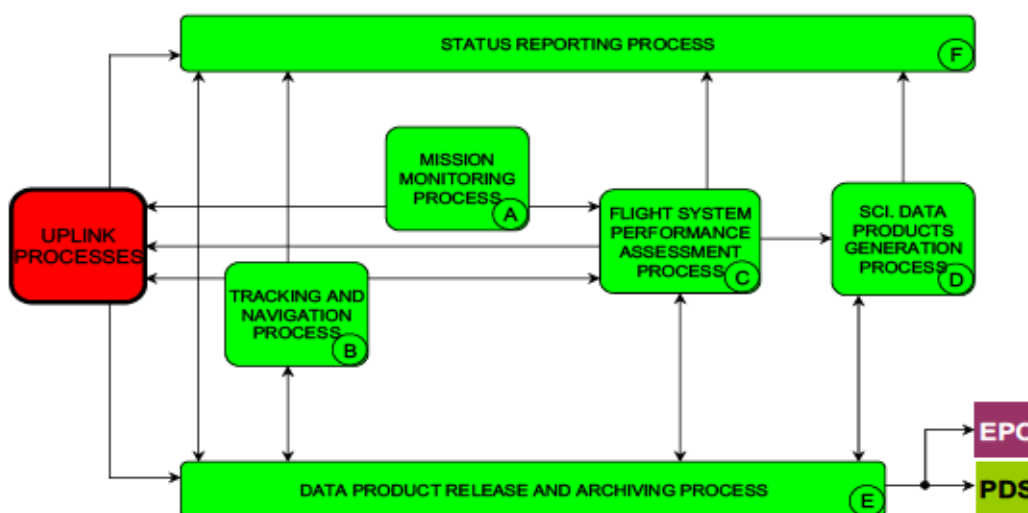 STATUS REPORTING PROCESS
F
MISSION
MONITORING
PROCESS
A
UPLINK
PROCESSES
FLIGHT SYSTEM
PERFORMANCE
ASSESSMENT
PROCESS
C
SCI. DATA
PRODUCTS
GENERATION
PROCESS
D
TRACKING AND
NAVIGATION
PROCESS
B
DATA PRODUCT RELEASE AND ARCHIVING PROCESS
E
EPO
PDS